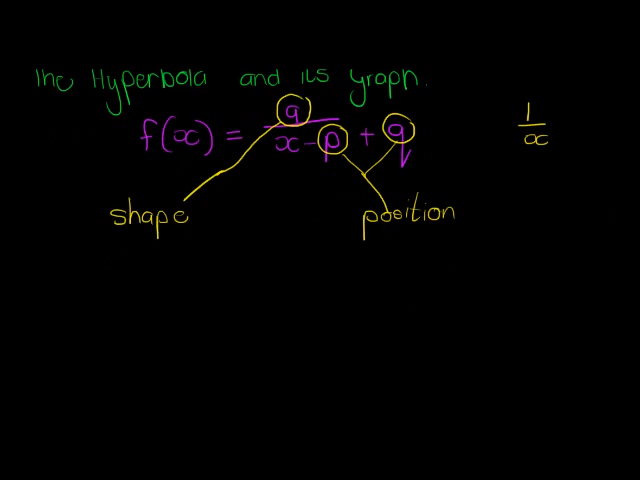 The Hyperbola and its graph.
f(x) = a/(x - p) + q
1/x
shape
position